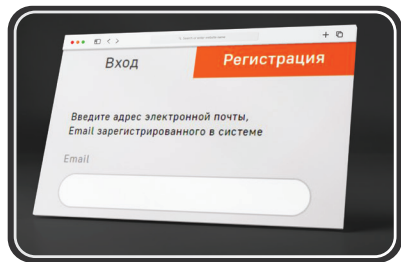 Вход
Регистрация
Введите адрес электронной почты,
Email зарегистрированного в системе
Email